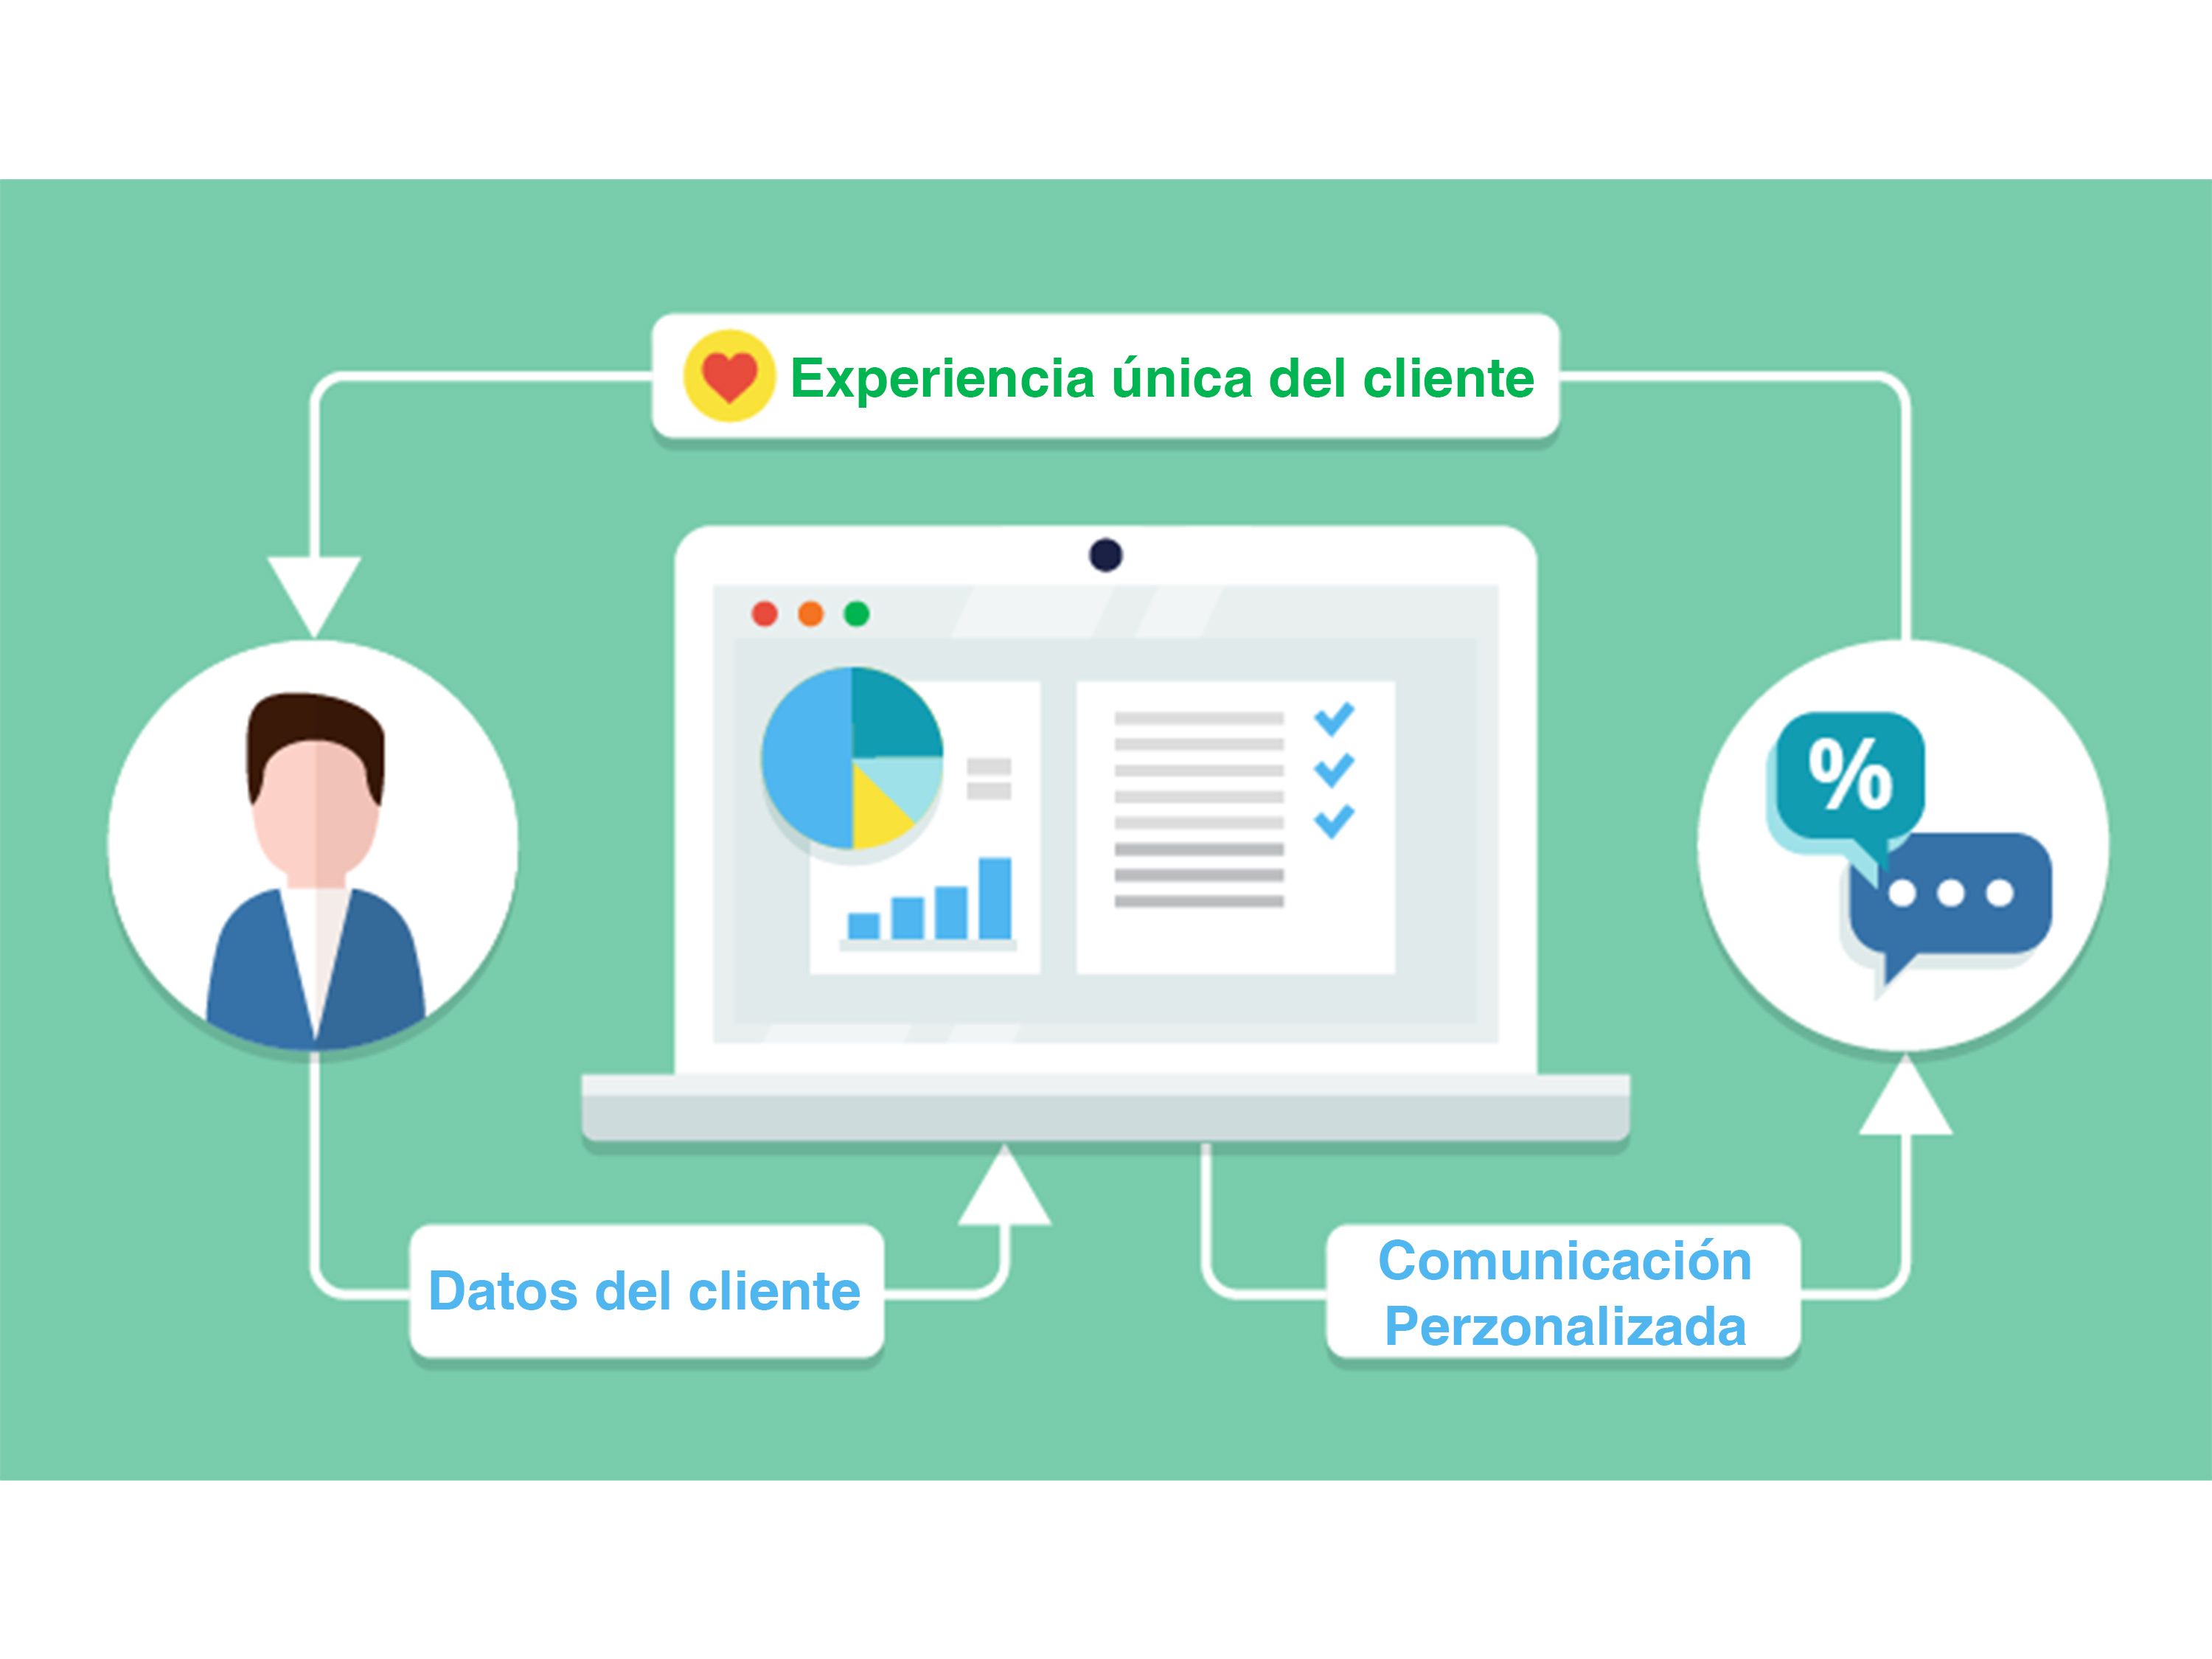 Experiencia única del cliente
%
Datos del cliente
Comunicación
Perzonalizada